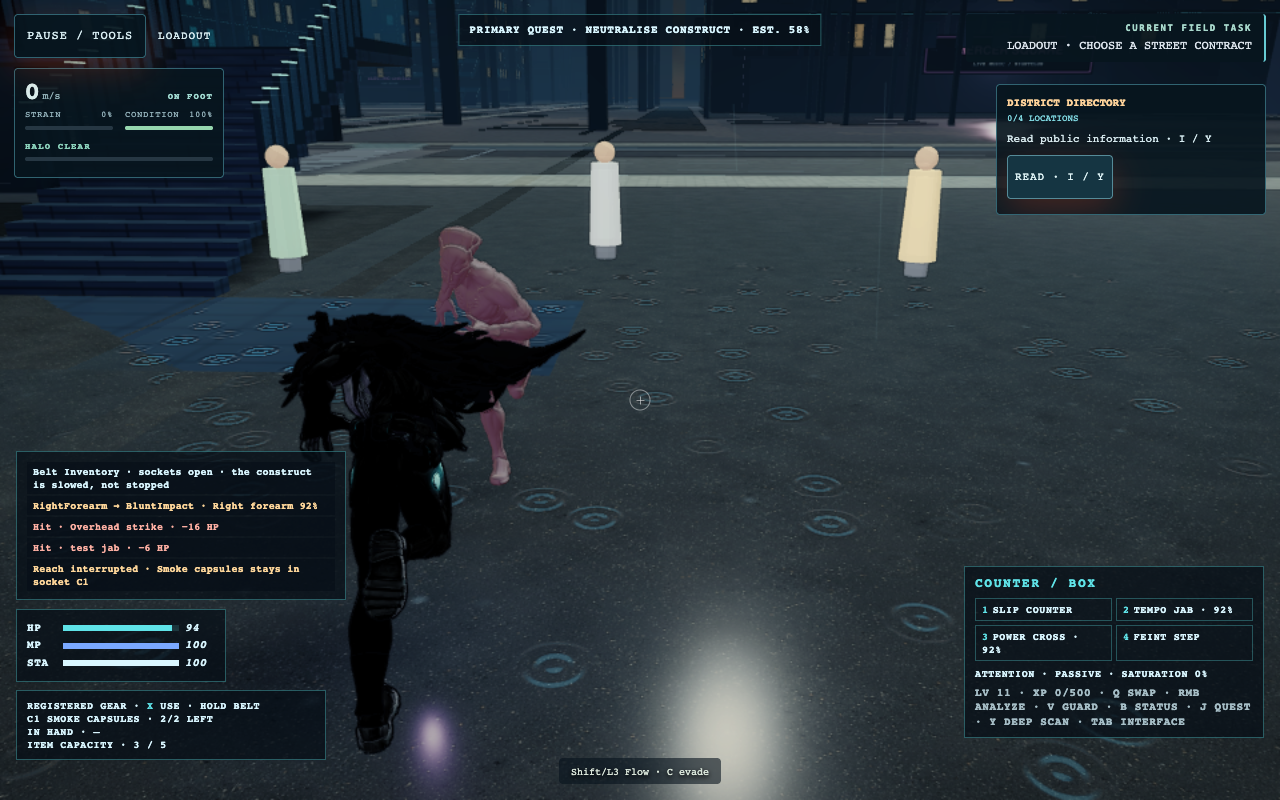 PAUSE / TOOLS
LOADOUT
PRIMARY QUEST · NEUTRALISE CONSTRUCT · EST. 58%
CURRENT FIELD TASK
LOADOUT · CHOOSE A STREET CONTRACT
0 m/s
ON FOOT
STRAIN 0%
CONDITION 100%
HALO CLEAR
DISTRICT DIRECTORY
0/4 LOCATIONS
Read public information · I / Y
READ · I / Y
Belt Inventory · sockets open · the construct
is slowed, not stopped
RightForearm → BluntImpact · Right forearm 92%
Hit · Overhead strike · −16 HP
Hit · test jab · −6 HP
Reach interrupted · Smoke capsules stays in
socket C1
HP 94
MP 100
STA 100
REGISTERED GEAR · X USE · HOLD BELT
C1 SMOKE CAPSULES · 2/2 LEFT
IN HAND · —
ITEM CAPACITY · 3 / 5
Shift/L3 Flow · C evade
COUNTER / BOX
1 SLIP COUNTER
2 TEMPO JAB · 92%
3 POWER CROSS ·
92%
4 FEINT STEP
ATTENTION · PASSIVE · SATURATION 0%
LV 11 · XP 0/500 · Q SWAP · RMB
ANALYZE · V GUARD · B STATUS · J QUEST
· Y DEEP SCAN · TAB INTERFACE